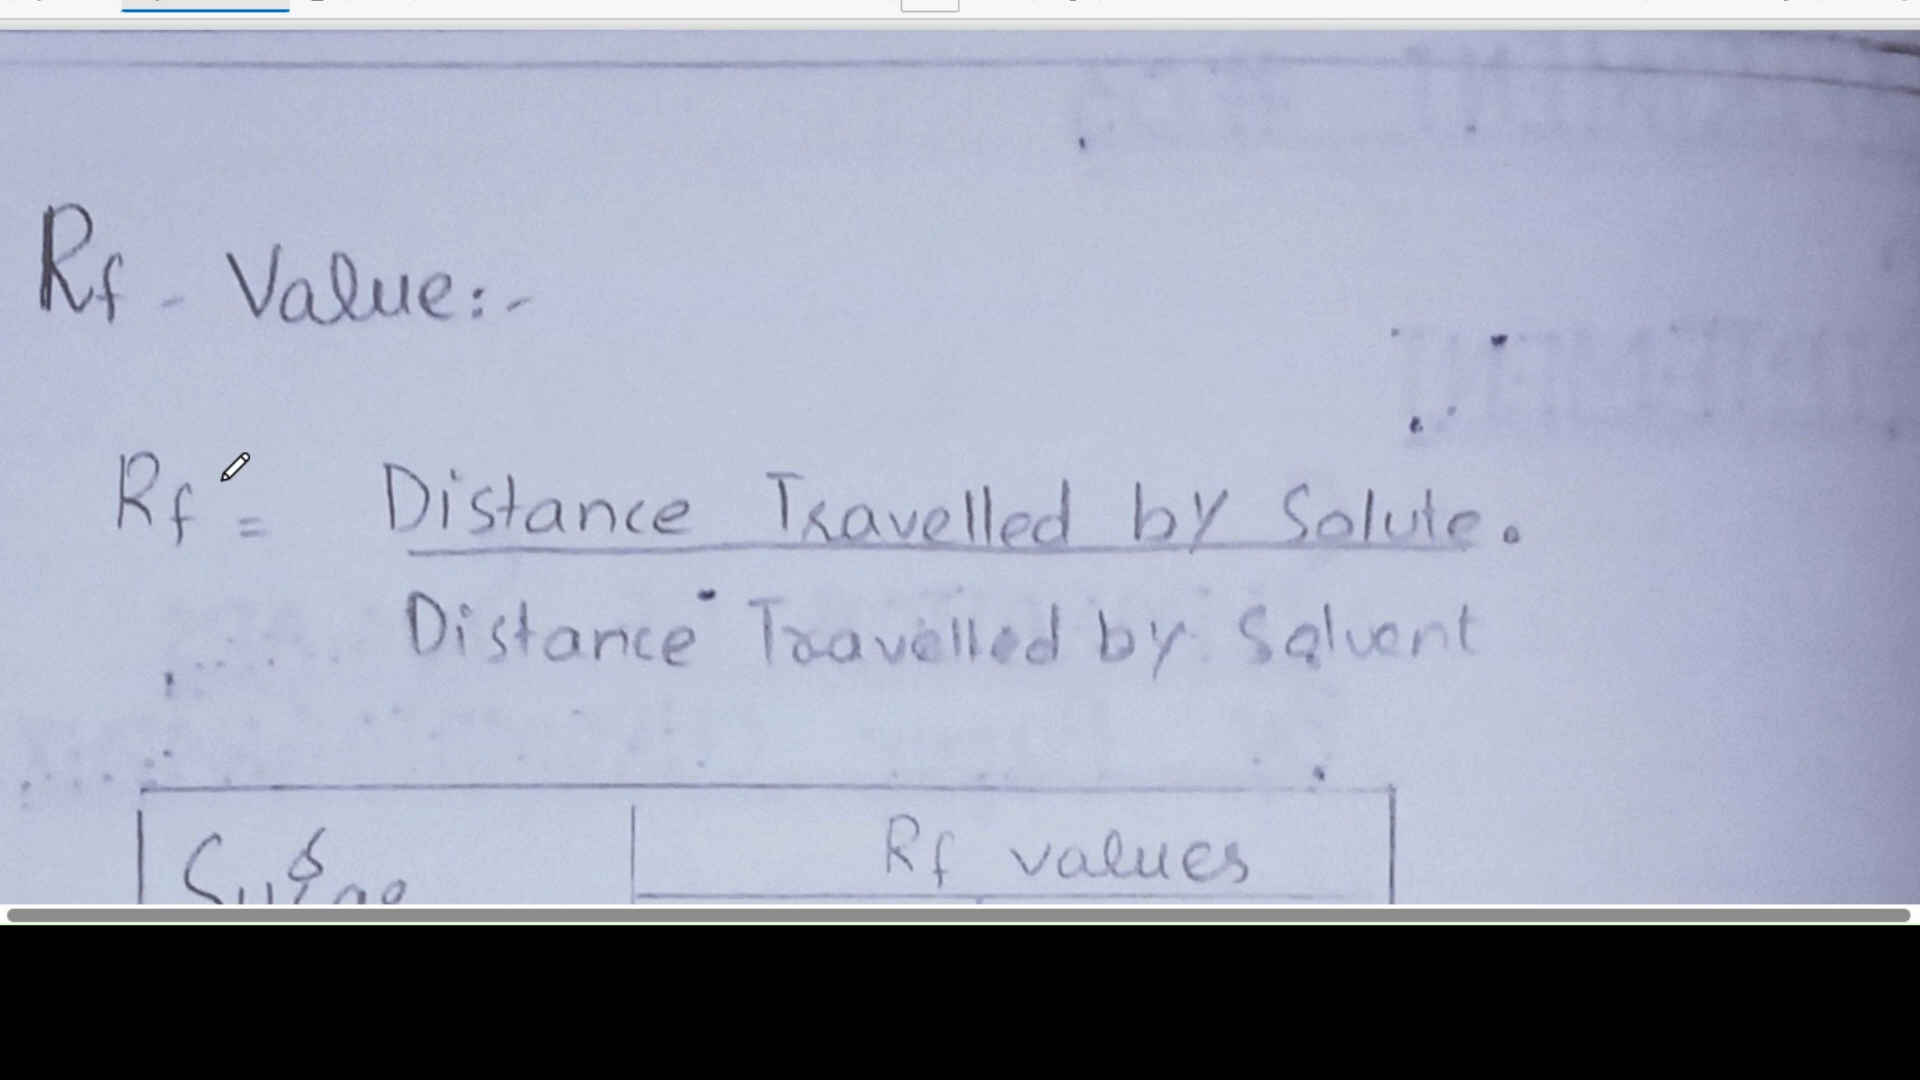 Rf - Value:-
Rf = Distance Travelled by Solute.
Distance Travelled by Solvent
Rf values